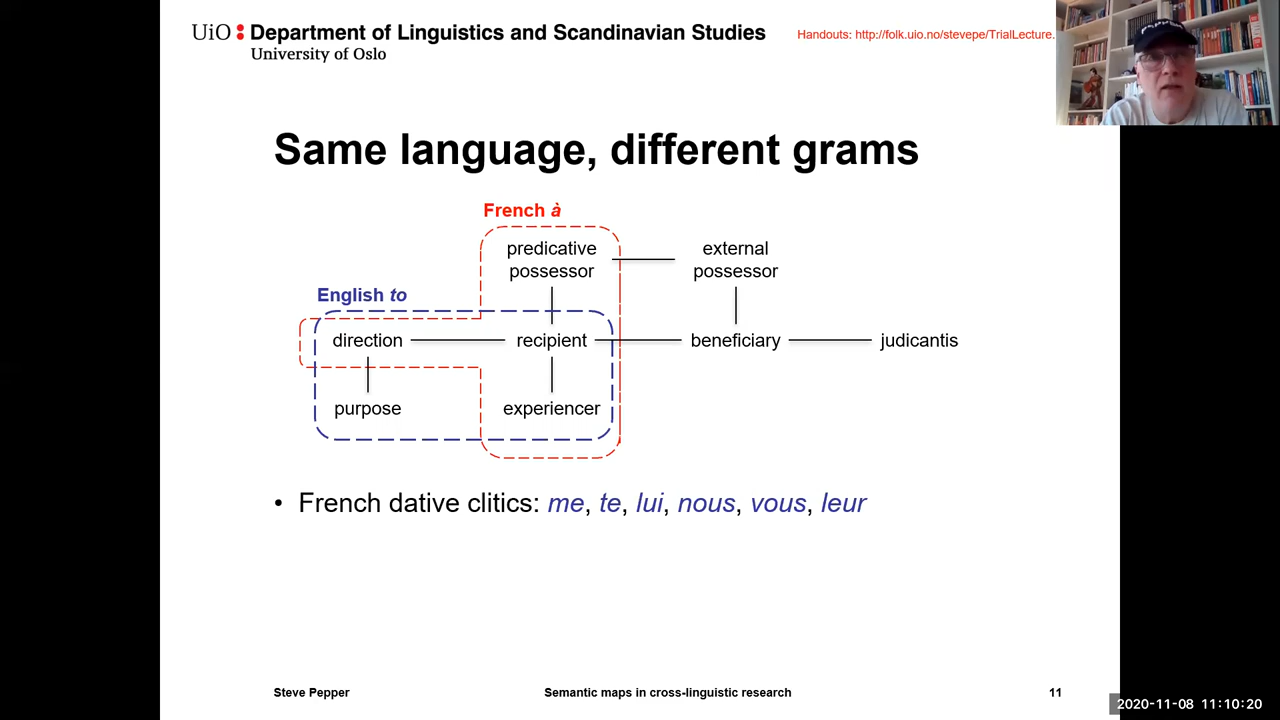 UiO : Department of Linguistics and Scandinavian Studies
University of Oslo
Handouts: http://folk.uio.no/stevepe/TrialLecture.
Same language, different grams
French à
predicative possessor
external possessor
English to
direction
recipient
beneficiary
judicantis
purpose
experiencer
• French dative clitics: me, te, lui, nous, vous, leur
Steve Pepper
Semantic maps in cross-linguistic research
11
2020-11-08 11:10:20